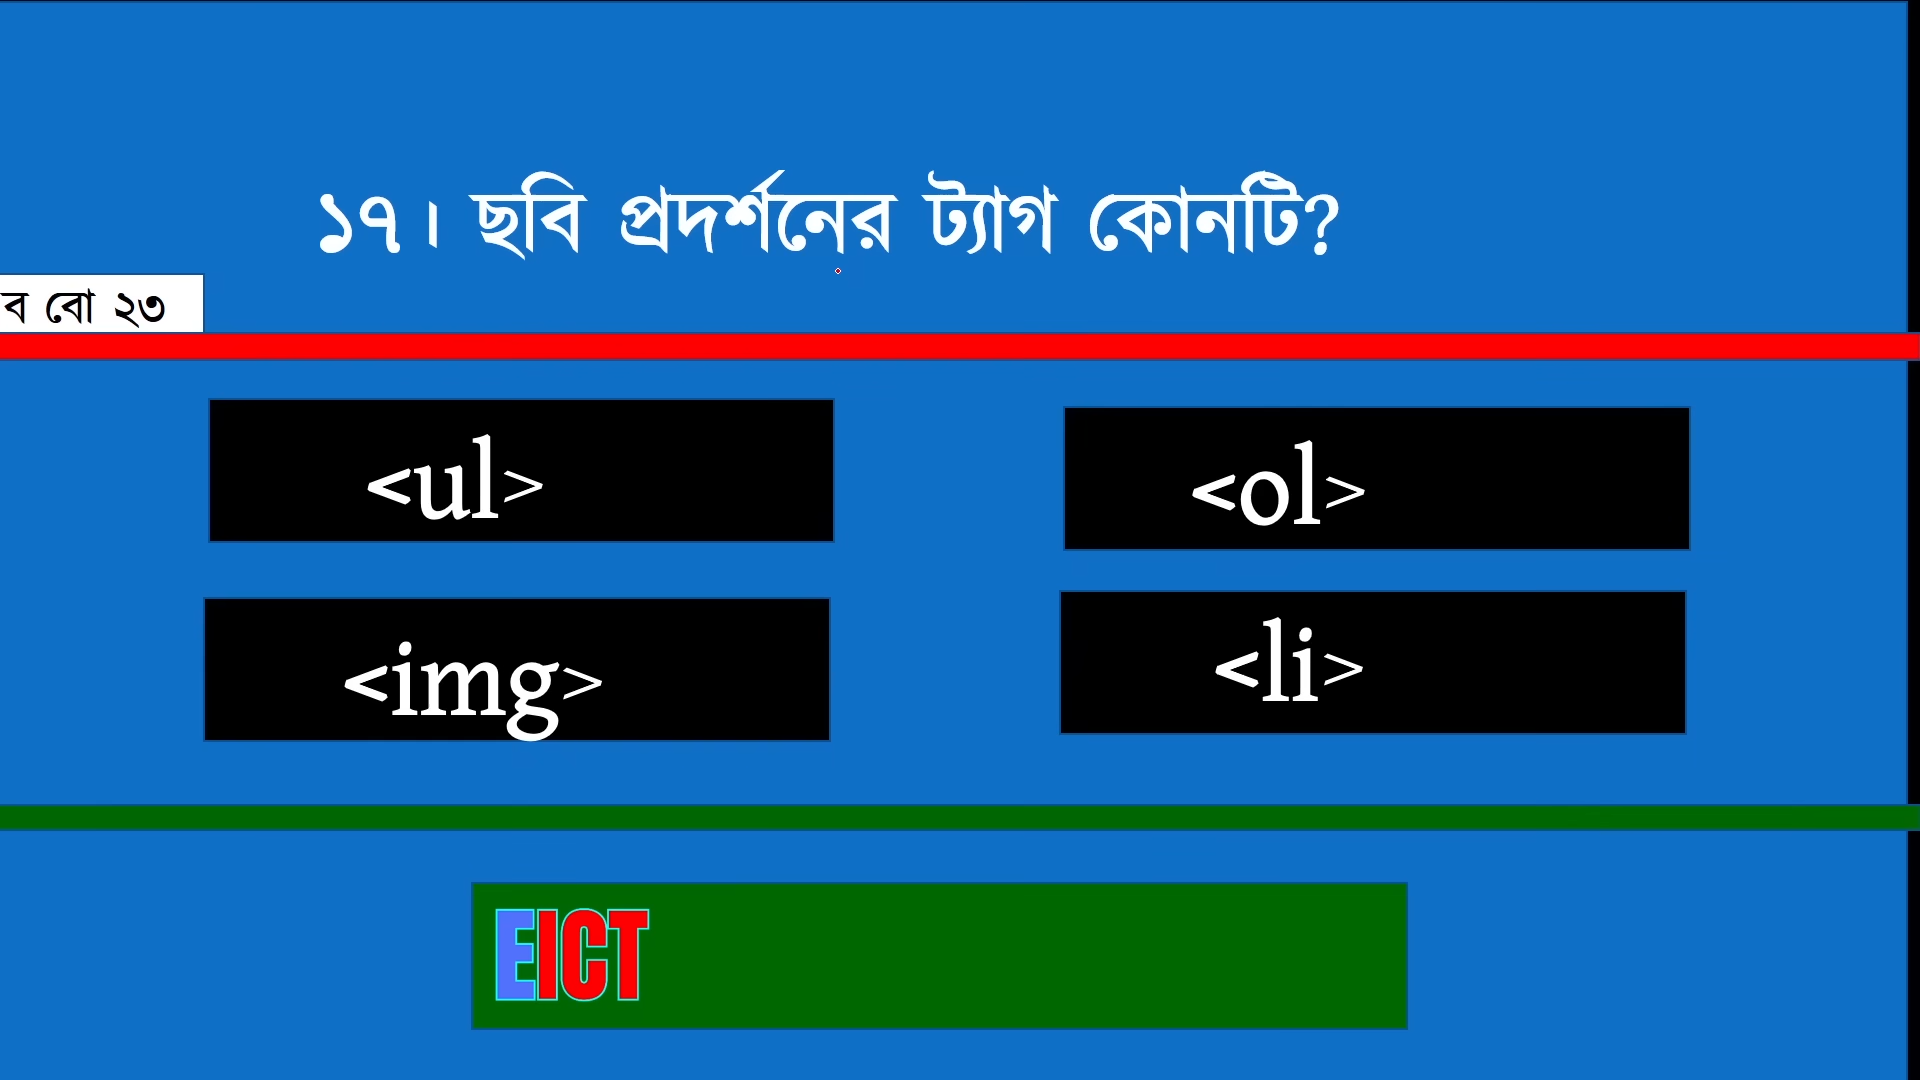 ১৭। ছবি প্রদর্শনের ট্যাগ কোনটি?
ব বো ২৩
<ul>
<ol>
<img>
<li>
EICT